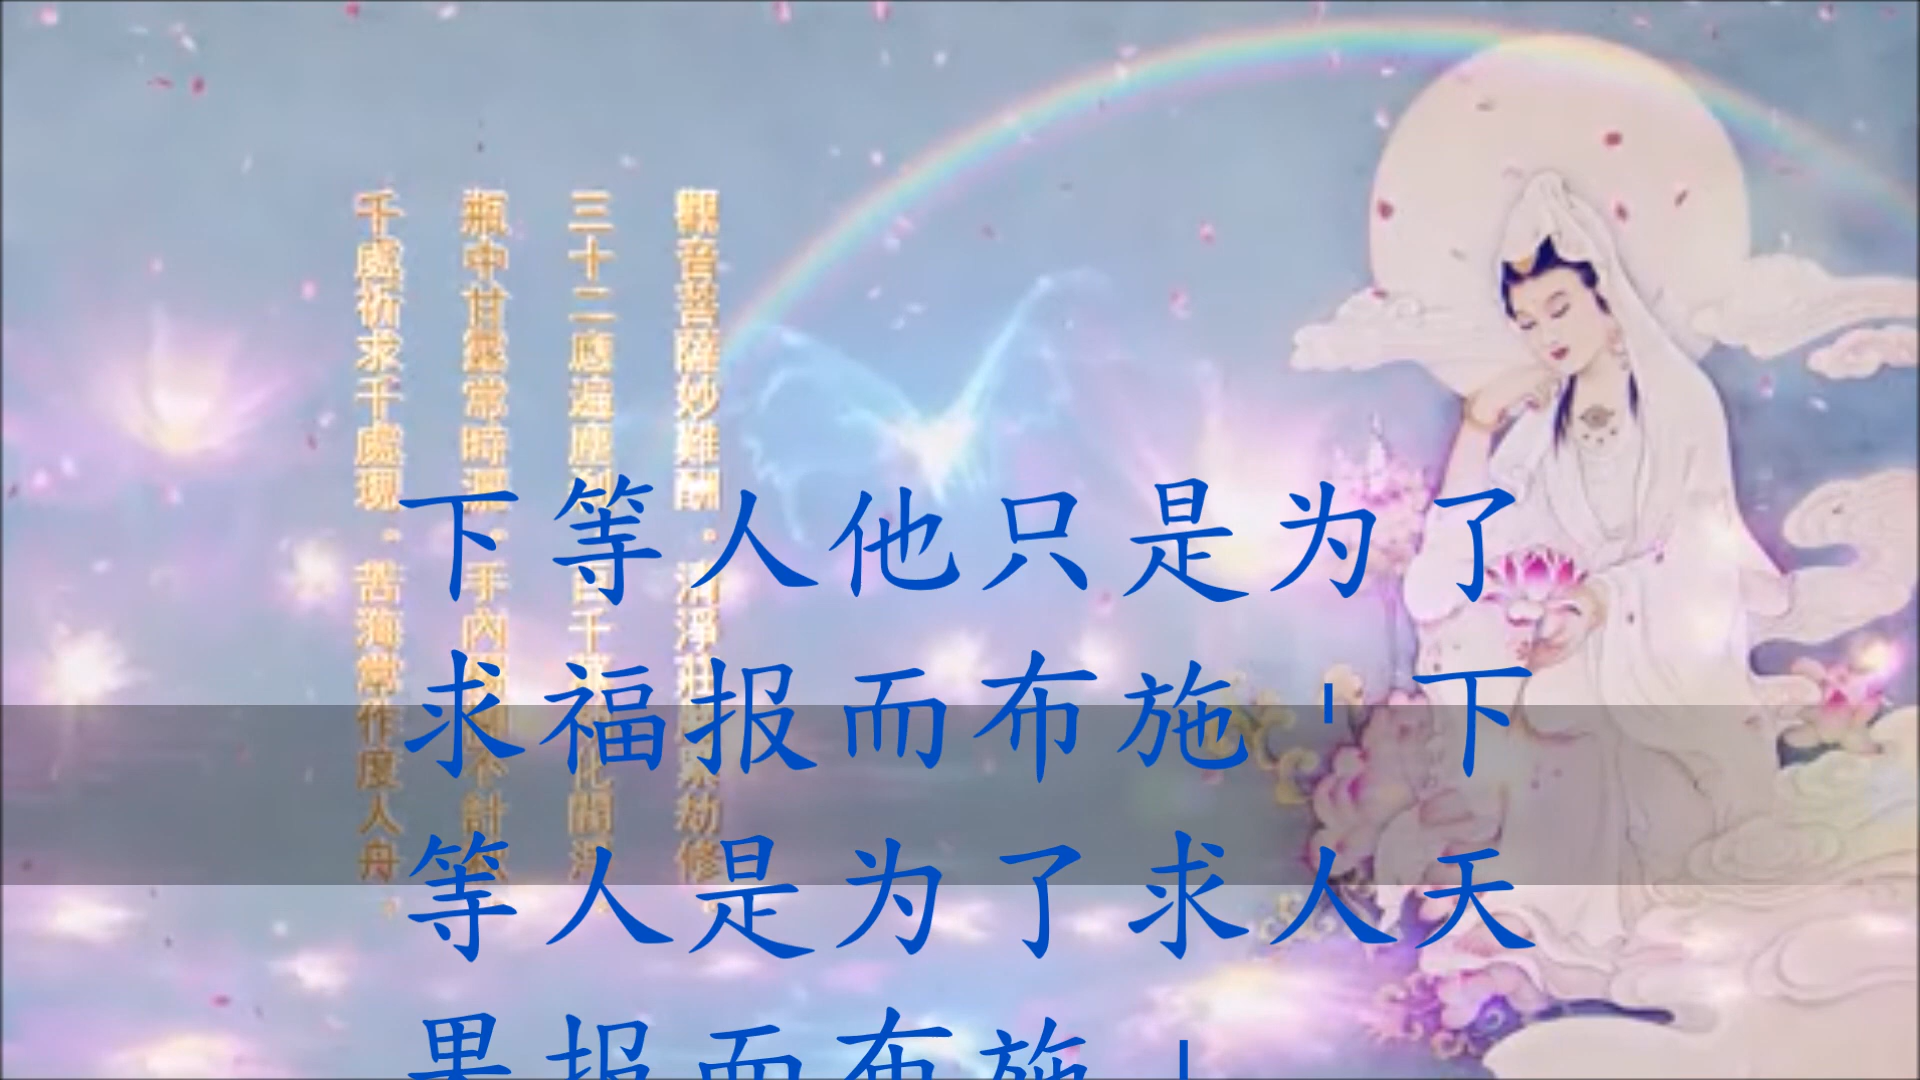 觀音菩薩妙難酬．清淨莊
劫修
三十二應遍塵
千
瓶中甘露常時
．手內
千處祈求千處現．苦海常作度人舟．
下等人他只是为了
求福报而布施，下
等人是为了求人天
果报而布施，